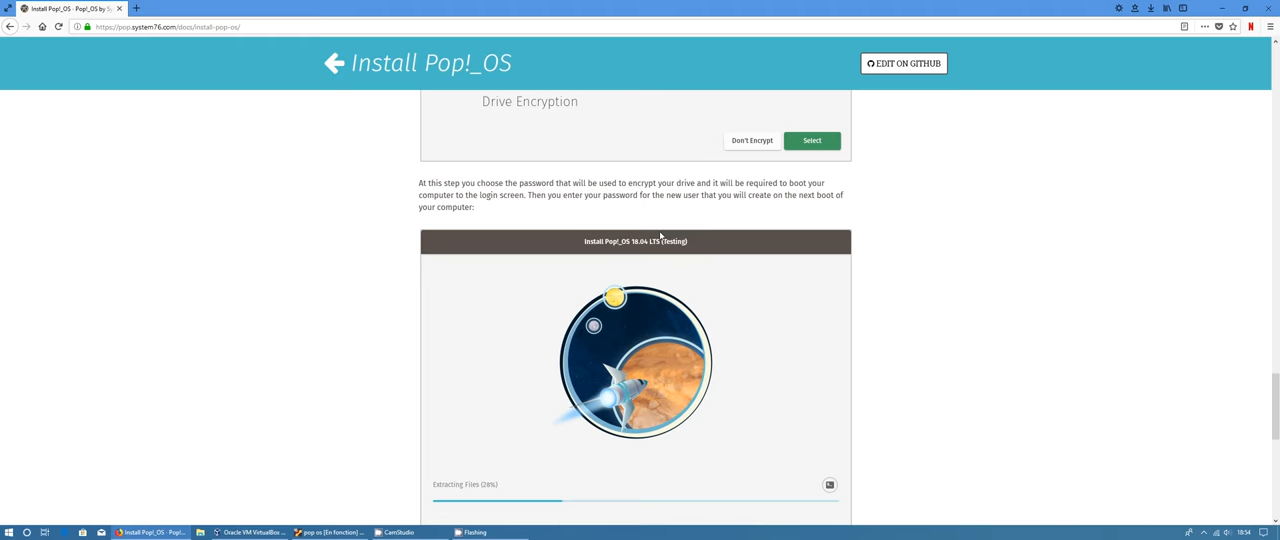 Install Pop!_OS · Pop!_OS by Sy
https://pop.system76.com/docs/install-pop-os/
Install Pop!_OS
EDIT ON GITHUB
Drive Encryption
Don't Encrypt
Select
At this step you choose the password that will be used to encrypt your drive and it will be required to boot your
computer to the login screen. Then you enter your password for the new user that you will create on the next boot of
your computer:
Install Pop!_OS 18.04 LTS (Testing)
Extracting Files (28%)
Install Pop!_OS · Pop!...
Oracle VM VirtualBox ...
pop os [En fonction] ...
CamStudio
Flashing
18:54